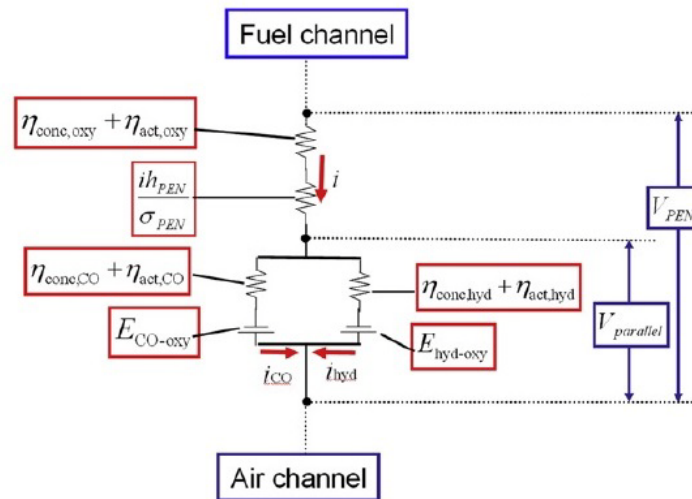 Fuel channel
η_conc,oxy + η_act,oxy
i
ih_PEN
σ_PEN
V_PEN
η_conc,CO + η_act,CO
η_conc,hyd + η_act,hyd
V_parallel
E_CO-oxy
E_hyd-oxy
i_CO
i_hyd
Air channel